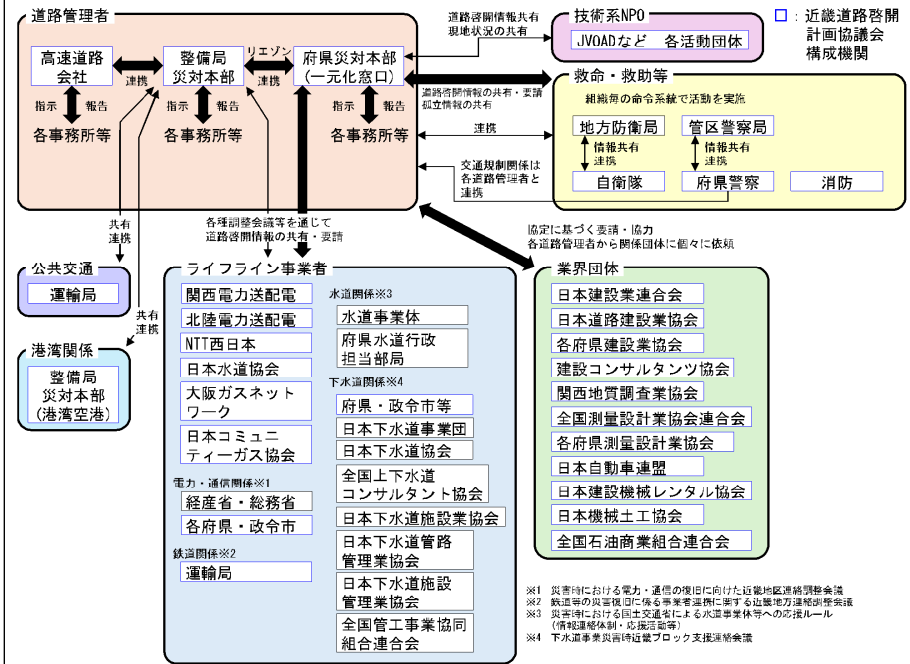 道路管理者
高速道路
会社
連携
整備局
災対本部
リエゾン
連携
府県災対本部
(一元化窓口)
指示 報告
指示 報告
指示 報告
各事務所等
各事務所等
各事務所等
道路啓開情報共有
現地状況の共有
技術系NPO
JVOADなど 各活動団体
□:近畿道路啓開
計画協議会
構成機関
道路啓開情報の共有・要請
孤立情報の共有
連携
交通規制関係は
各道路管理者と
連携
救命・救助等
組織毎の命令系統で活動を実施
地方防衛局
管区警察局
情報共有
連携
情報共有
連携
自衛隊
府県警察
消防
共有
連携
各種調整会議等を通じて
道路啓開情報の共有・要請
協定に基づく要請・協力
各道路管理者から関係団体に個々に依頼
公共交通
運輸局
共有
連携
港湾関係
整備局
災対本部
(港湾空港)
ライフライン事業者
関西電力送配電
北陸電力送配電
NTT西日本
日本水道協会
大阪ガスネット
ワーク
日本コミュニ
ティーガス協会
電力・通信関係※1
経産省・総務省
各府県・政令市
鉄道関係※2
運輸局
水道関係※3
水道事業体
府県水道行政
担当部局
下水道関係※4
府県・政令市等
日本下水道事業団
日本下水道協会
全国上下水道
コンサルタント協会
日本下水道施設業協会
日本下水道管路
管理業協会
日本下水道施設
管理業協会
全国管工事業協同
組合連合会
業界団体
日本建設業連合会
日本道路建設業協会
各府県建設業協会
建設コンサルタンツ協会
関西地質調査業協会
全国測量設計業協会連合会
各府県測量設計業協会
日本自動車連盟
日本建設機械レンタル協会
日本機械土工協会
全国石油商業組合連合会
※1 災害時における電力・通信の復旧に向けた近畿地区連絡調整会議
※2 鉄道等の災害復旧に係る事業者連携に関する近畿地方連絡調整会議
※3 災害時における国土交通省による水道事業体等への応援ルール
(情報連絡体制・応援活動等)
※4 下水道事業災害時近畿ブロック支援連絡会議